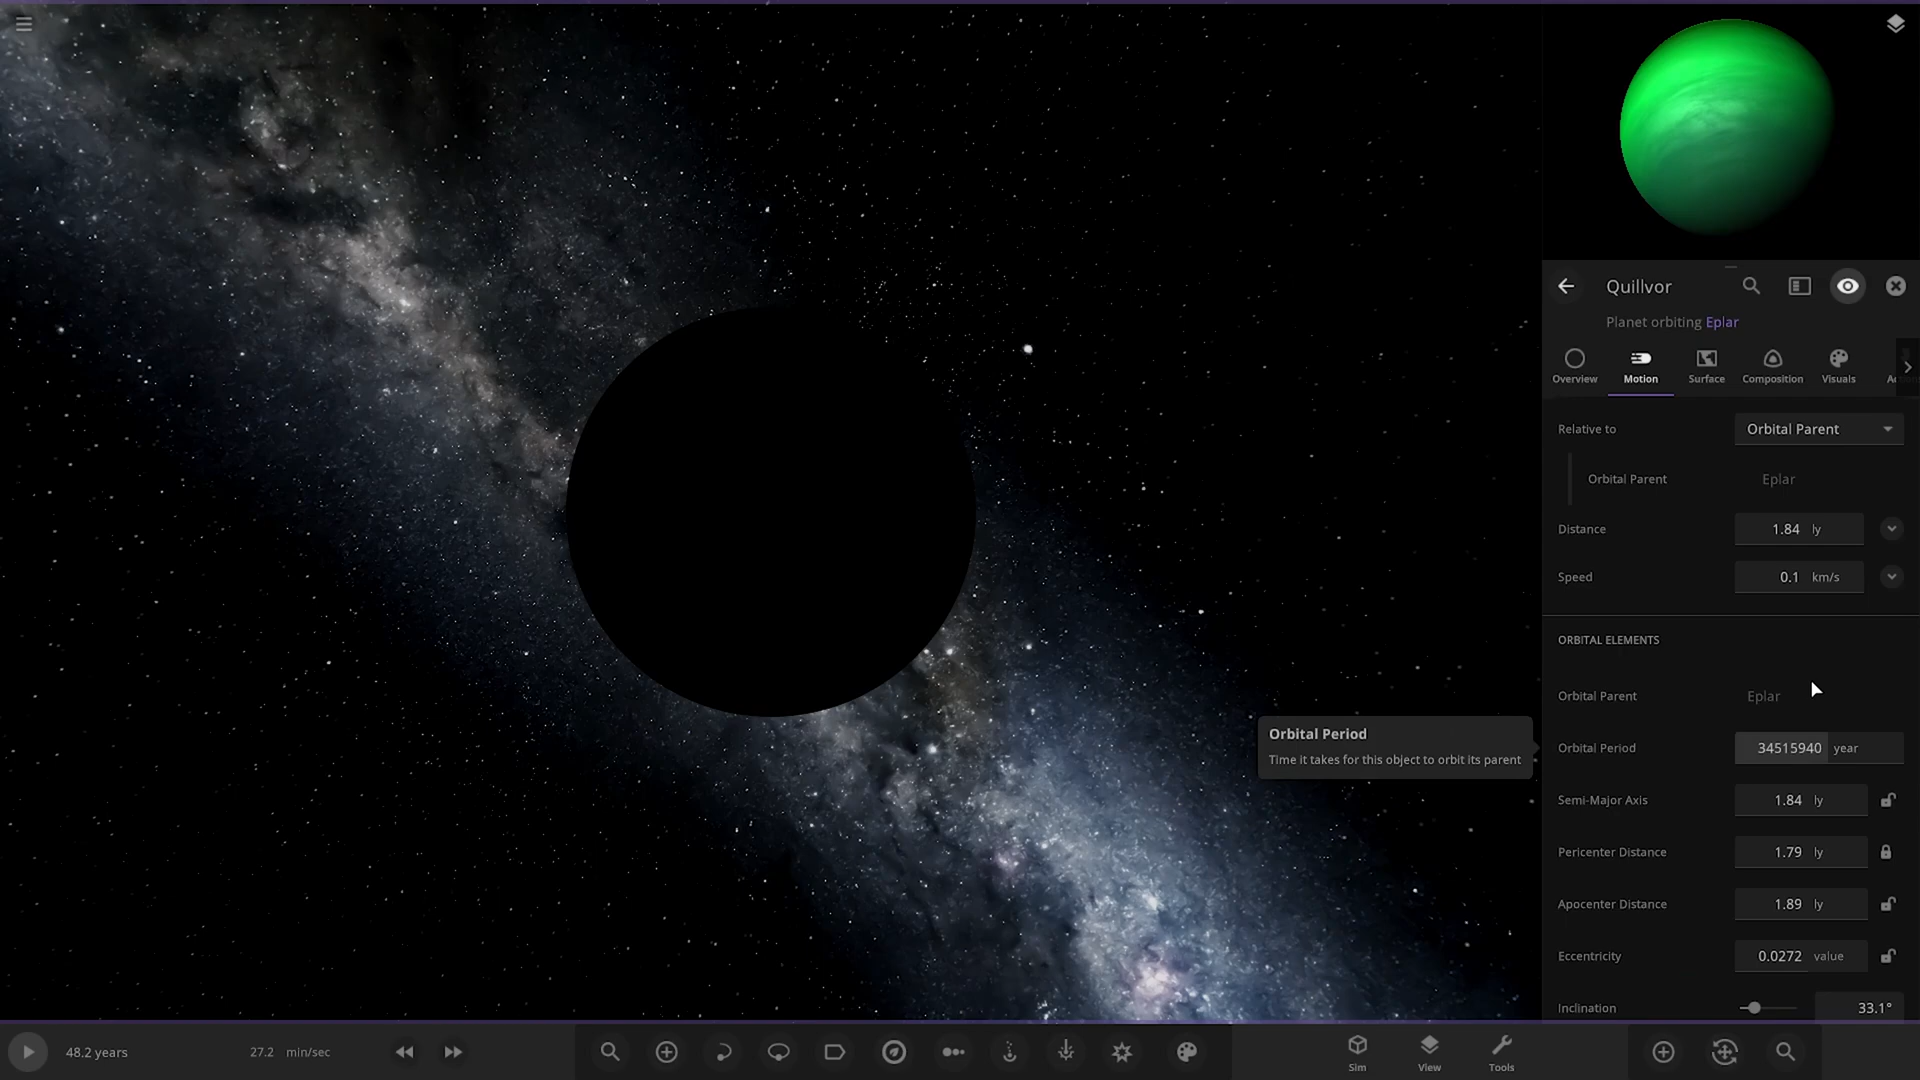 Quillvor
Planet orbiting Eplar
Overview
Motion
Surface
Composition
Visuals
Relative to
Orbital Parent
Orbital Parent
Eplar
Distance
1.84 ly
Speed
0.1 km/s
ORBITAL ELEMENTS
Orbital Parent
Eplar
Orbital Period
Time it takes for this object to orbit its parent
Orbital Period
34515940 year
Semi-Major Axis
1.84 ly
Pericenter Distance
1.79 ly
Apocenter Distance
1.89 ly
Eccentricity
0.0272 value
Inclination
33.1°
48.2 years
27.2 min/sec
Sim
View
Tools